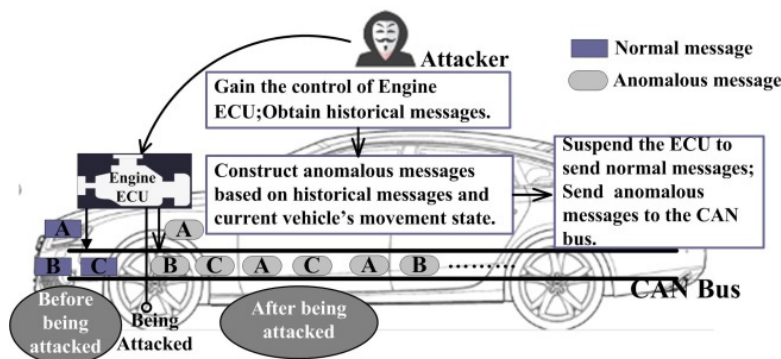 Attacker
Normal message
Anomalous message
Gain the control of Engine
ECU;Obtain historical messages.
Construct anomalous messages
based on historical messages and
current vehicle's movement state.
Suspend the ECU to
send normal messages;
Send anomalous
messages to the CAN
bus.
Engine
ECU
A
A
B C
B C A C A B ........
CAN Bus
Before
being
attacked
Being
Attacked
After being
attacked